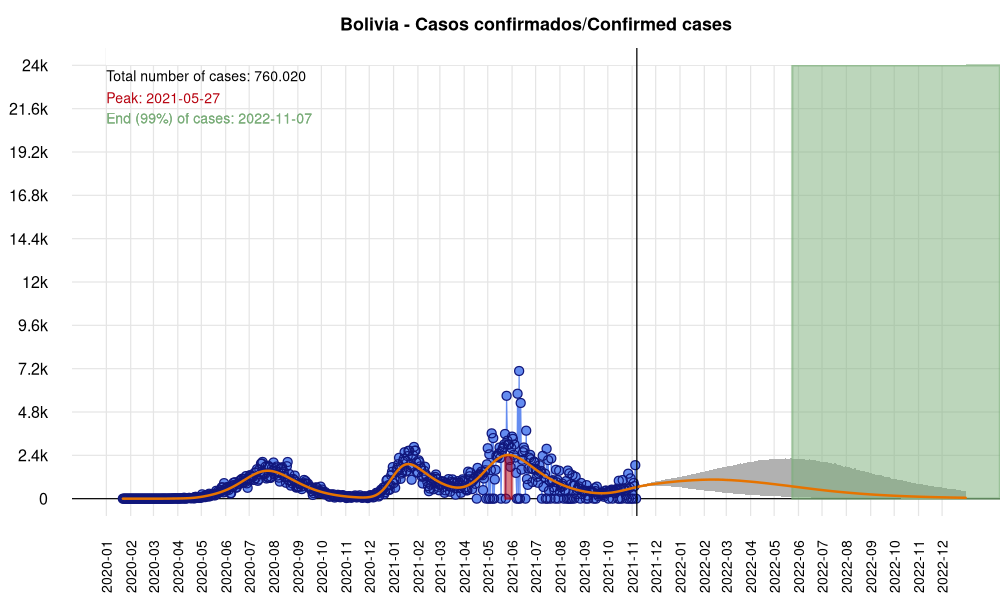 Bolivia - Casos confirmados/Confirmed cases
Total number of cases: 760.020
Peak: 2021-05-27
End (99%) of cases: 2022-11-07
24k
21.6k
19.2k
16.8k
14.4k
12k
9.6k
7.2k
4.8k
2.4k
0
2020-01
2020-02
2020-03
2020-04
2020-05
2020-06
2020-07
2020-08
2020-09
2020-10
2020-11
2020-12
2021-01
2021-02
2021-03
2021-04
2021-05
2021-06
2021-07
2021-08
2021-09
2021-10
2021-11
2021-12
2022-01
2022-02
2022-03
2022-04
2022-05
2022-06
2022-07
2022-08
2022-09
2022-10
2022-11
2022-12